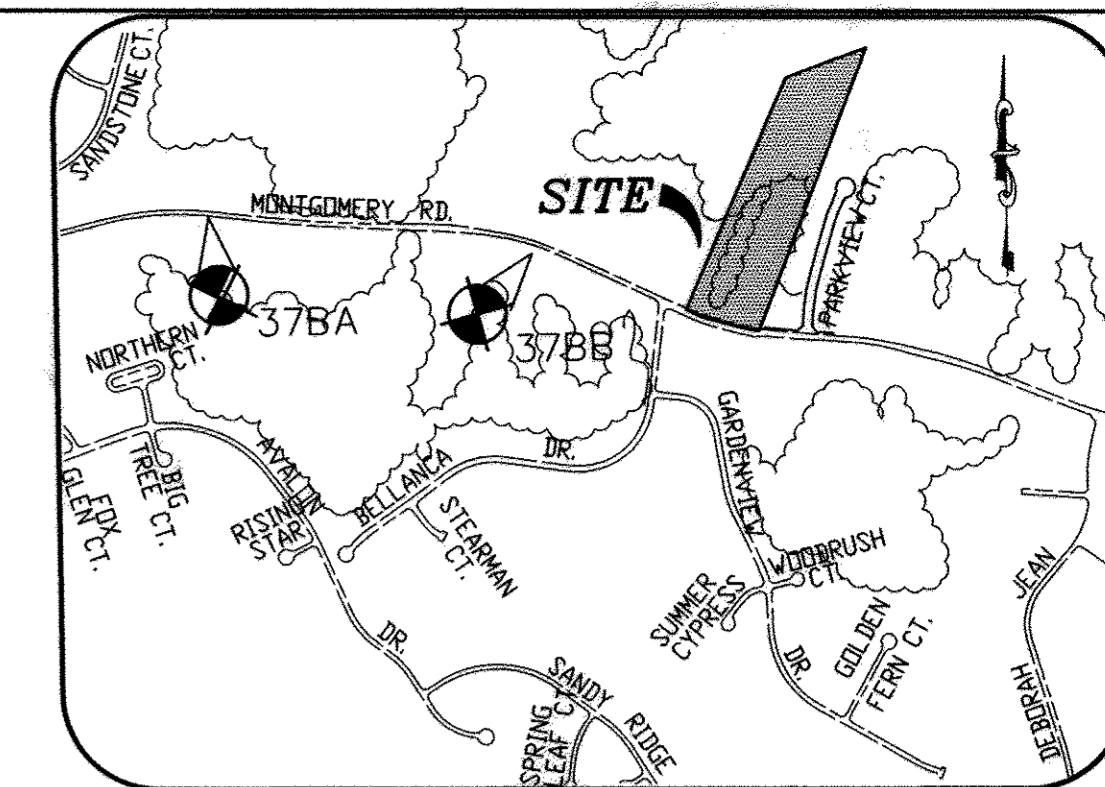 SANDSTONE CT.
MONTGOMERY RD.
SITE
PARKVIEW CT.
37BA
37BB
NORTHERN
CT.
GARDENVIEW
DR.
AVALIN
BELLANCA
DR.
BIG
TREE CT.
FOX
GLEN CT.
RISING
STAR
STEARMAN
CT.
WOODRUSH
CT.
SUMMER
CYPRESS
JEAN
GOLDEN
FERN CT.
DR.
DEBORAH
SANDY RIDGE
SPRING
LEAF CT.